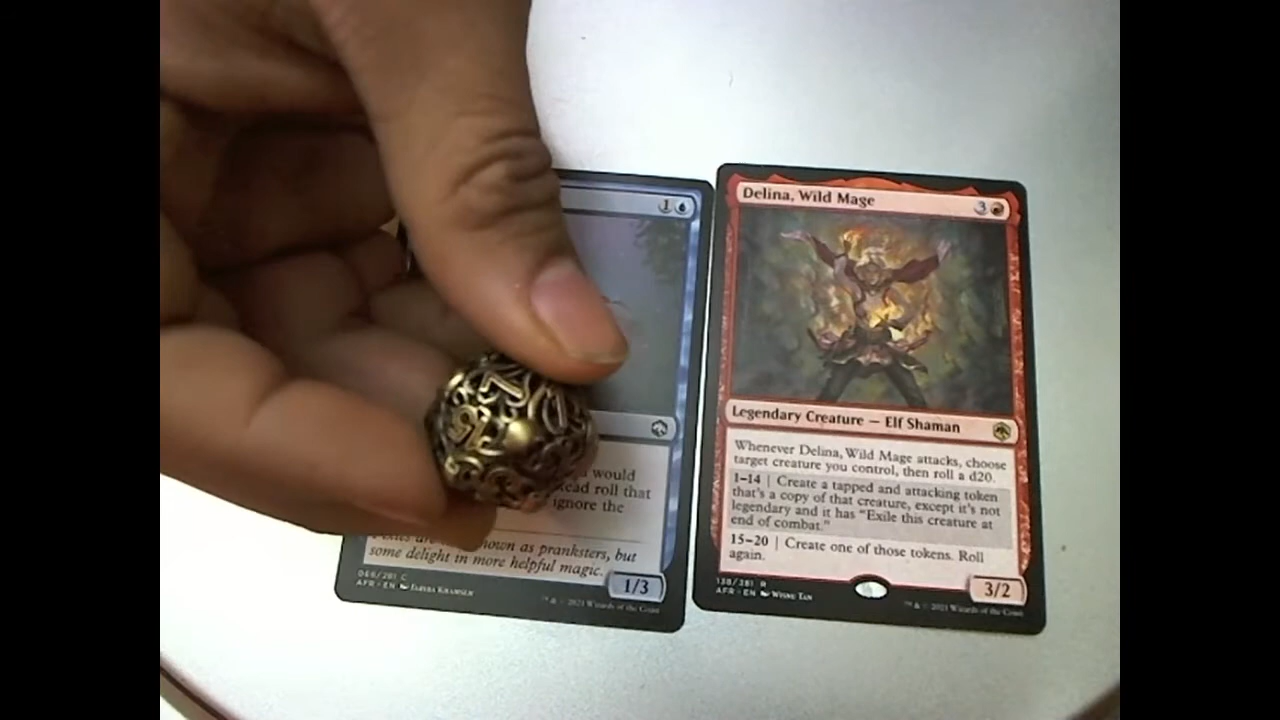 1
Delina, Wild Mage
3
Legendary Creature — Elf Shaman
Whenever Delina, Wild Mage attacks, choose
target creature you control, then roll a d20.
1–14 | Create a tapped and attacking token
that's a copy of that creature, except it's not
legendary and it has "Exile this creature at
end of combat."
15–20 | Create one of those tokens. Roll
again.
138/281 R
AFR • EN Wisnu Tan
™ & © 2021 Wizards of the Coast
3/2
would
roll that
ignore the
known as pranksters, but
some delight in more helpful magic.
1/3
C
AFR • EN
™ & © 2021 Wizards of the Coast
7
5